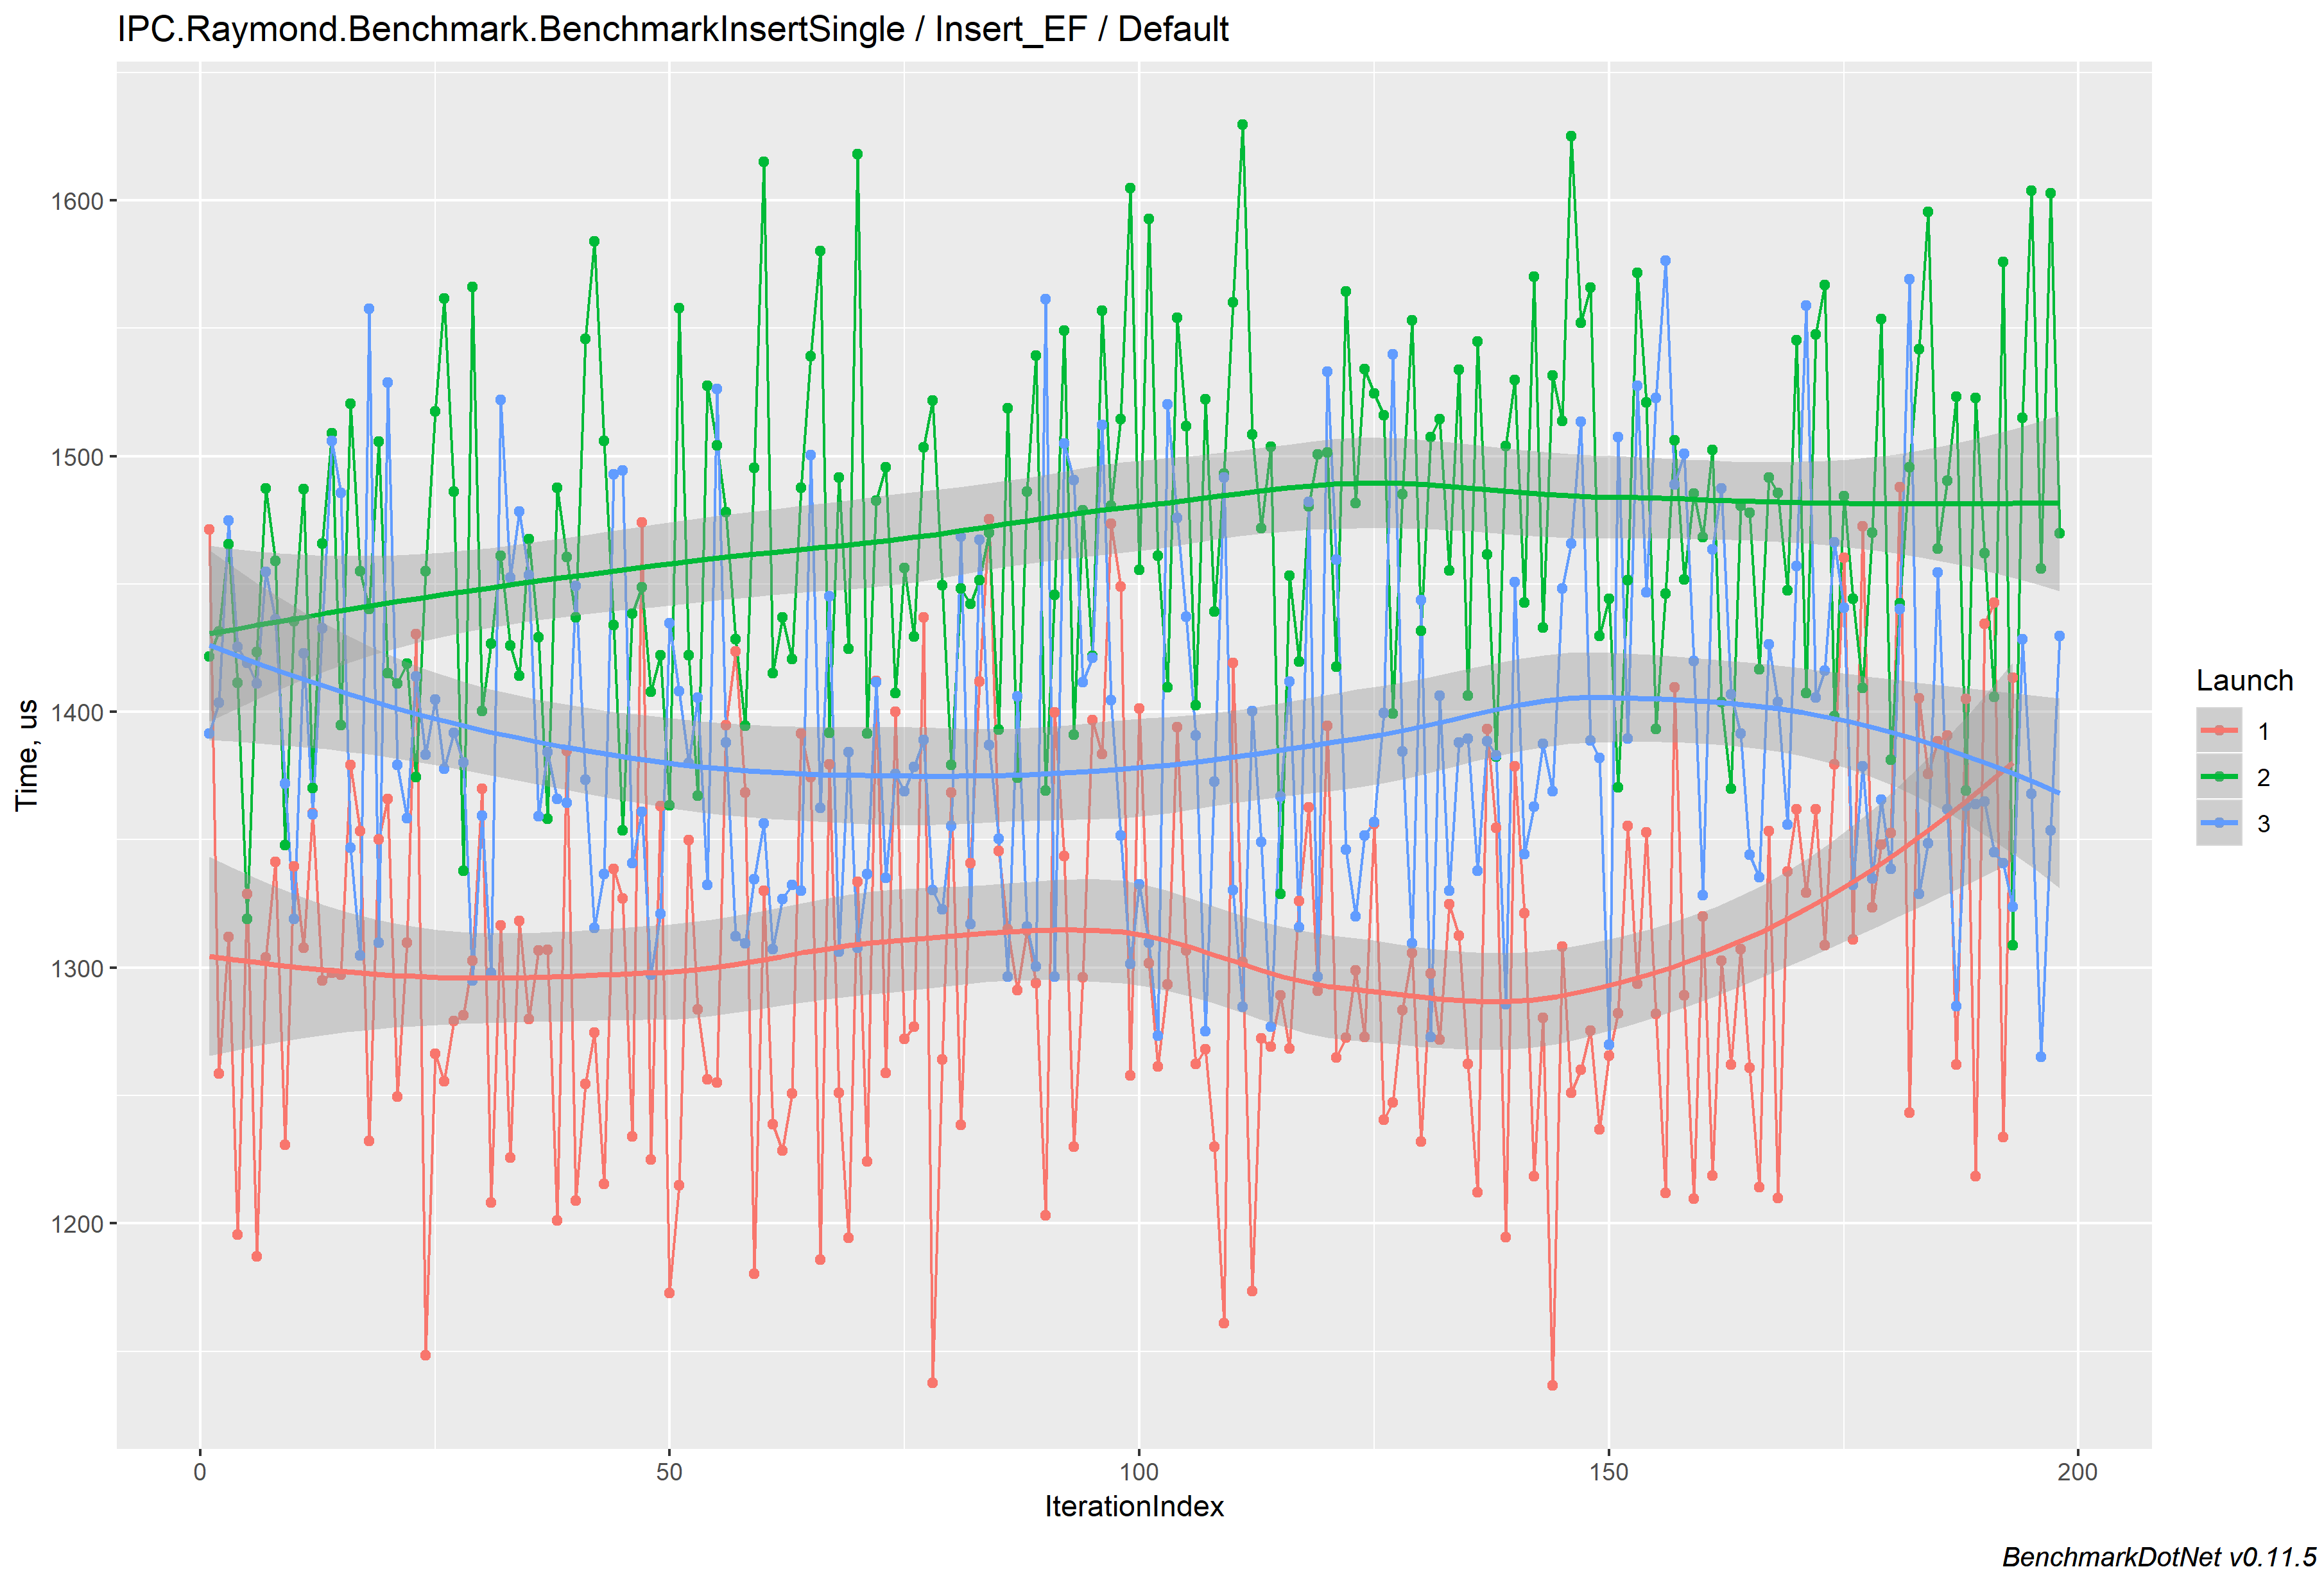 IPC.Raymond.Benchmark.BenchmarkInsertSingle / Insert_EF / Default
1600
1500
1400
1300
1200
Time, us
0
50
100
150
200
IterationIndex
Launch
1
2
3
BenchmarkDotNet v0.11.5